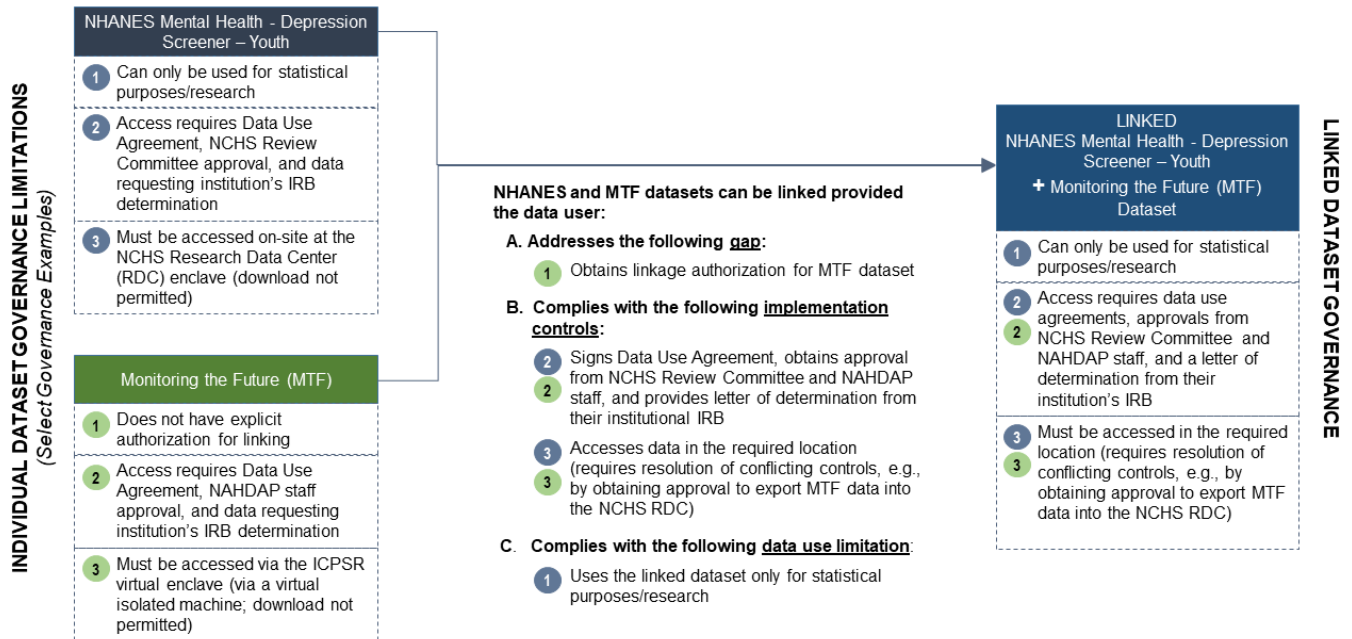 INDIVIDUAL DATASET GOVERNANCE LIMITATIONS
(Select Governance Examples)
NHANES Mental Health - Depression
Screener – Youth
1 Can only be used for statistical
purposes/research
2 Access requires Data Use
Agreement, NCHS Review
Committee approval, and data
requesting institution's IRB
determination
3 Must be accessed on-site at the
NCHS Research Data Center
(RDC) enclave (download not
permitted)
Monitoring the Future (MTF)
1 Does not have explicit
authorization for linking
2 Access requires Data Use
Agreement, NAHDAP staff
approval, and data requesting
institution's IRB determination
3 Must be accessed via the ICPSR
virtual enclave (via a virtual
isolated machine; download not
permitted)
NHANES and MTF datasets can be linked provided
the data user:
A. Addresses the following gap:
1 Obtains linkage authorization for MTF dataset
B. Complies with the following implementation
controls:
2 Signs Data Use Agreement, obtains approval
2 from NCHS Review Committee and NAHDAP
staff, and provides letter of determination from
their institutional IRB
3 Accesses data in the required location
(requires resolution of conflicting controls, e.g.,
3 by obtaining approval to export MTF data into
the NCHS RDC)
C. Complies with the following data use limitation:
1 Uses the linked dataset only for statistical
purposes/research
LINKED
NHANES Mental Health - Depression
Screener – Youth
+ Monitoring the Future (MTF)
Dataset
1 Can only be used for statistical
purposes/research
2 Access requires data use
agreements, approvals from
2 NCHS Review Committee and
NAHDAP staff, and a letter of
determination from their
institution's IRB
3 Must be accessed in the required
location (requires resolution of
3 conflicting controls, e.g., by
obtaining approval to export MTF
data into the NCHS RDC)
LINKED DATASET GOVERNANCE